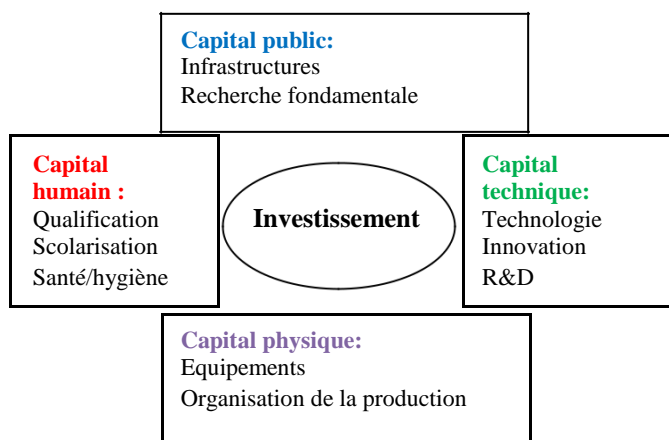 Capital public:
Infrastructures
Recherche fondamentale
Capital
humain :
Qualification
Scolarisation
Santé/hygiène
Investissement
Capital
technique:
Technologie
Innovation
R&D
Capital physique:
Equipements
Organisation de la production